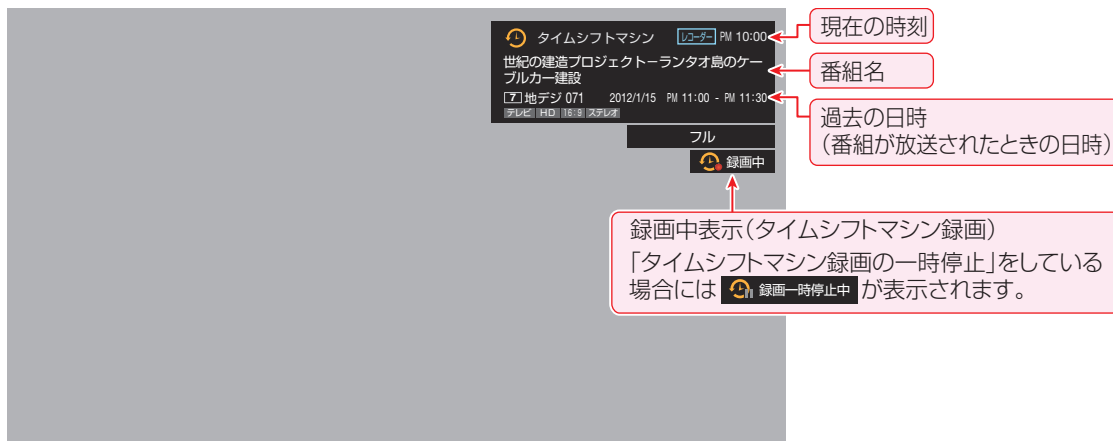 タイムシフトマシン レコーダー PM 10:00
世紀の建造プロジェクトーランタオ島のケー
ブルカー建設
7 地デジ 071 2012/1/15 PM 11:00 - PM 11:30
テレビ HD 16:9 ステレオ
フル
録画中
現在の時刻
番組名
過去の日時
(番組が放送されたときの日時)
録画中表示(タイムシフトマシン録画)
「タイムシフトマシン録画の一時停止」をしている
場合には 録画一時停止中 が表示されます。